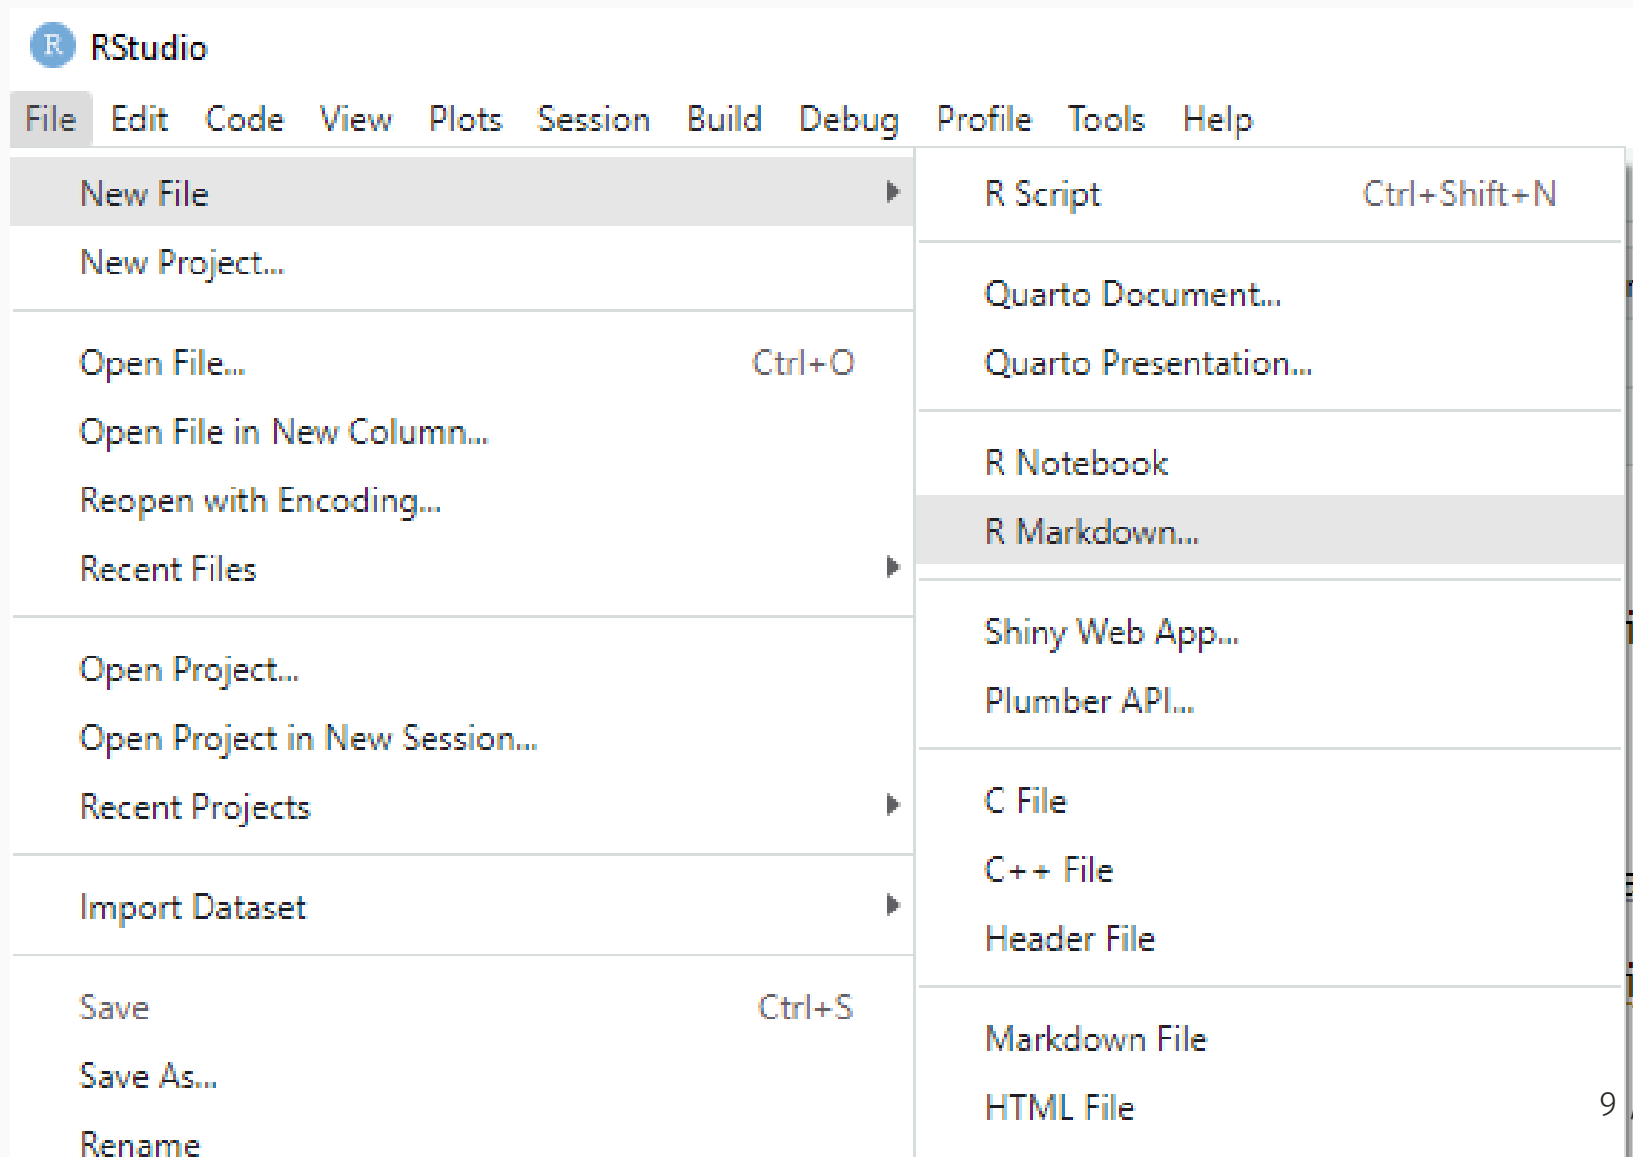 R RStudio
File Edit Code View Plots Session Build Debug Profile Tools Help
New File
New Project...
Open File... Ctrl+O
Open File in New Column...
Reopen with Encoding...
Recent Files
Open Project...
Open Project in New Session...
Recent Projects
Import Dataset
Save Ctrl+S
Save As...
Rename
R Script Ctrl+Shift+N
Quarto Document...
Quarto Presentation...
R Notebook
R Markdown...
Shiny Web App...
Plumber API...
C File
C++ File
Header File
Markdown File
HTML File
9